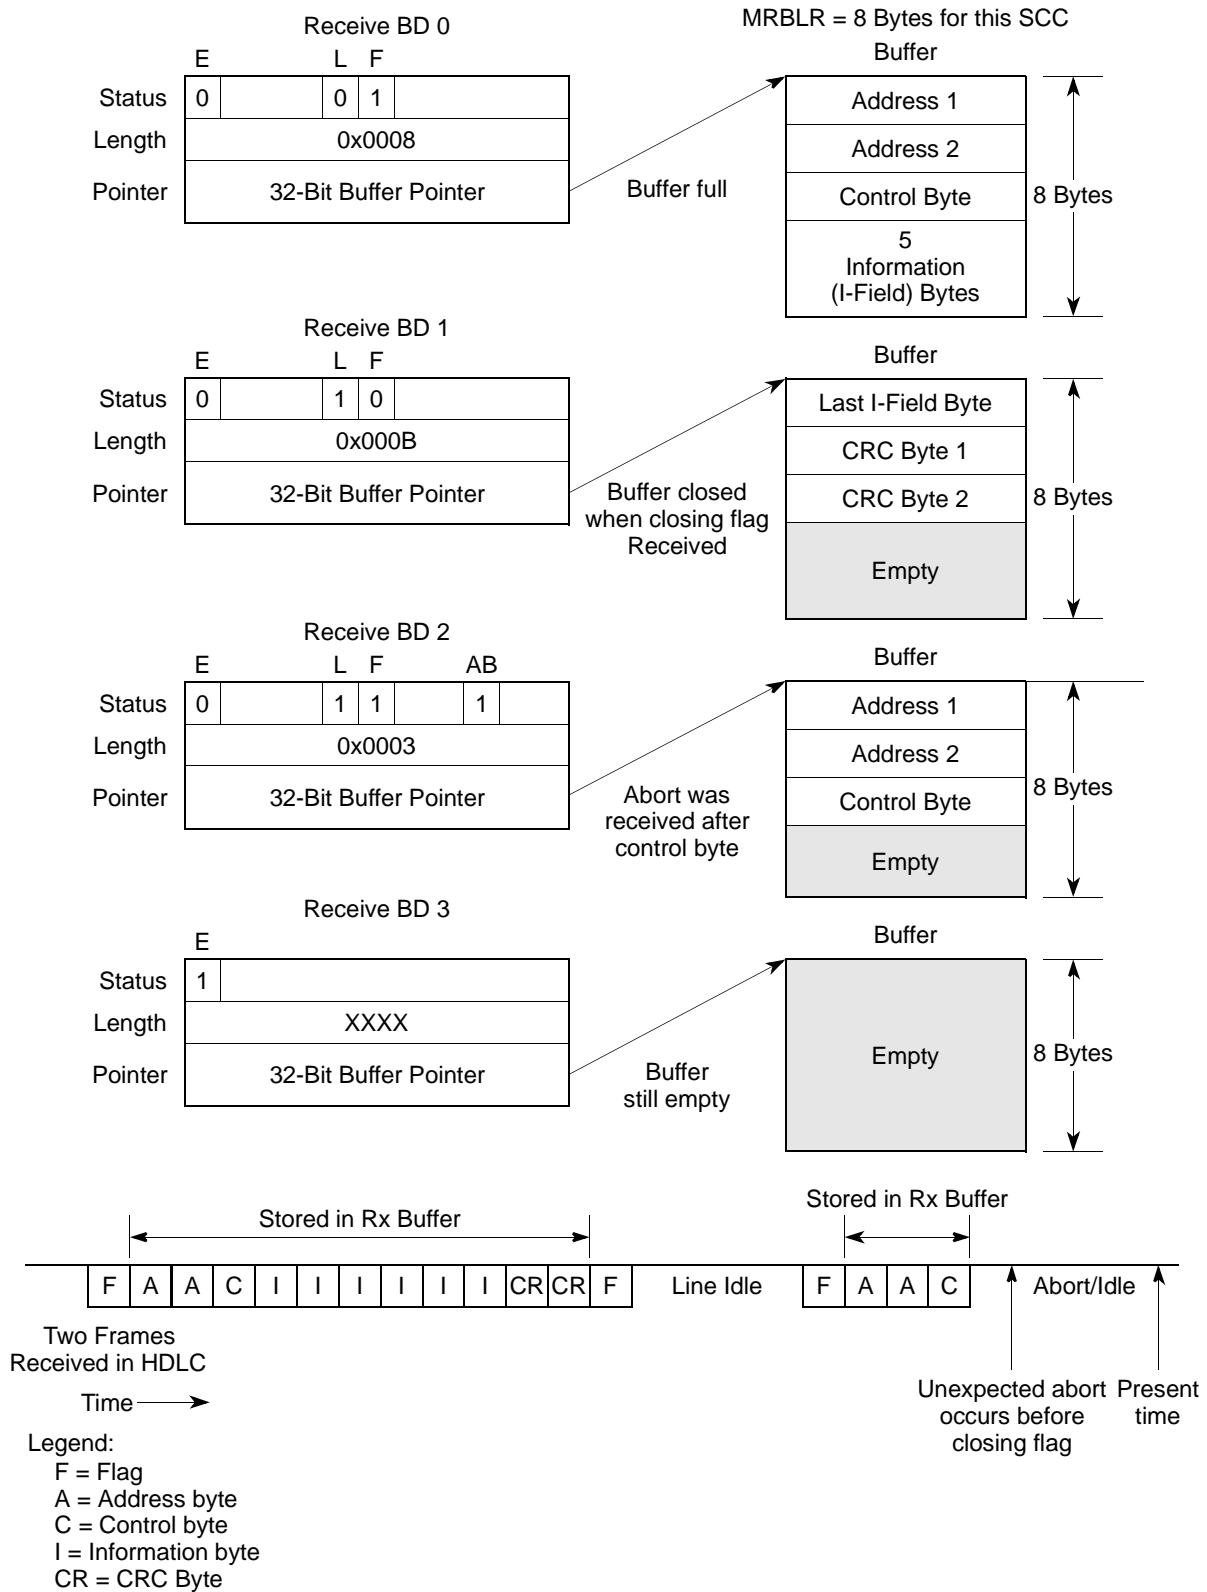 MRBLR = 8 Bytes for this SCC
Receive BD 0
Buffer
E L F
Status 0 0 1
Length 0x0008
Pointer 32-Bit Buffer Pointer
Buffer full
Address 1
Address 2
Control Byte
5
Information
(I-Field) Bytes
8 Bytes
Receive BD 1
Buffer
E L F
Status 0 1 0
Length 0x000B
Pointer 32-Bit Buffer Pointer
Buffer closed
when closing flag
Received
Last I-Field Byte
CRC Byte 1
CRC Byte 2
Empty
8 Bytes
Receive BD 2
Buffer
E L F AB
Status 0 1 1 1
Length 0x0003
Pointer 32-Bit Buffer Pointer
Abort was
received after
control byte
Address 1
Address 2
Control Byte
Empty
8 Bytes
Receive BD 3
Buffer
E
Status 1
Length XXXX
Pointer 32-Bit Buffer Pointer
Buffer
still empty
Empty
8 Bytes
Stored in Rx Buffer
Stored in Rx Buffer
F A A C I I I I I I CR CR F Line Idle F A A C Abort/Idle
Two Frames
Received in HDLC
Time
Unexpected abort
occurs before
closing flag
Present
time
Legend:
F = Flag
A = Address byte
C = Control byte
I = Information byte
CR = CRC Byte